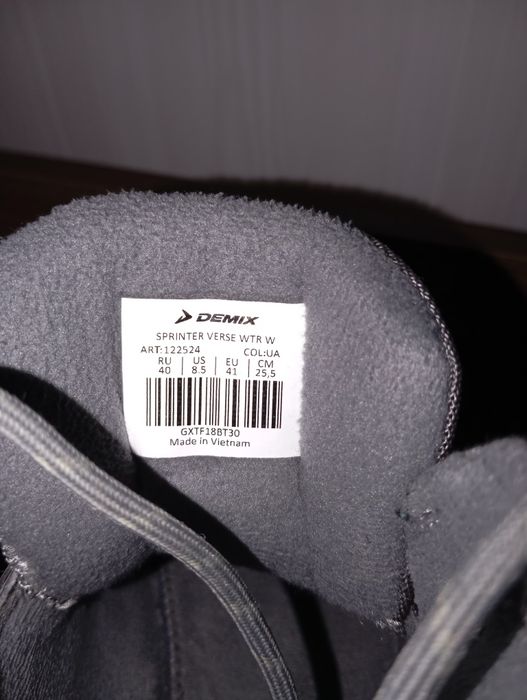 DEMIX
SPRINTER VERSE WTR W
ART:122524 COL:UA
RU US EU CM
40 8.5 41 25,5
GXTF18BT30
Made in Vietnam